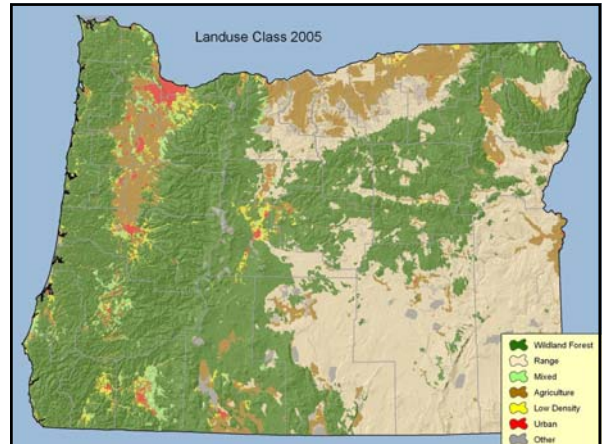 Landuse Class 2005
Wildland Forest
Range
Mixed
Agriculture
Low Density
Urban
Other